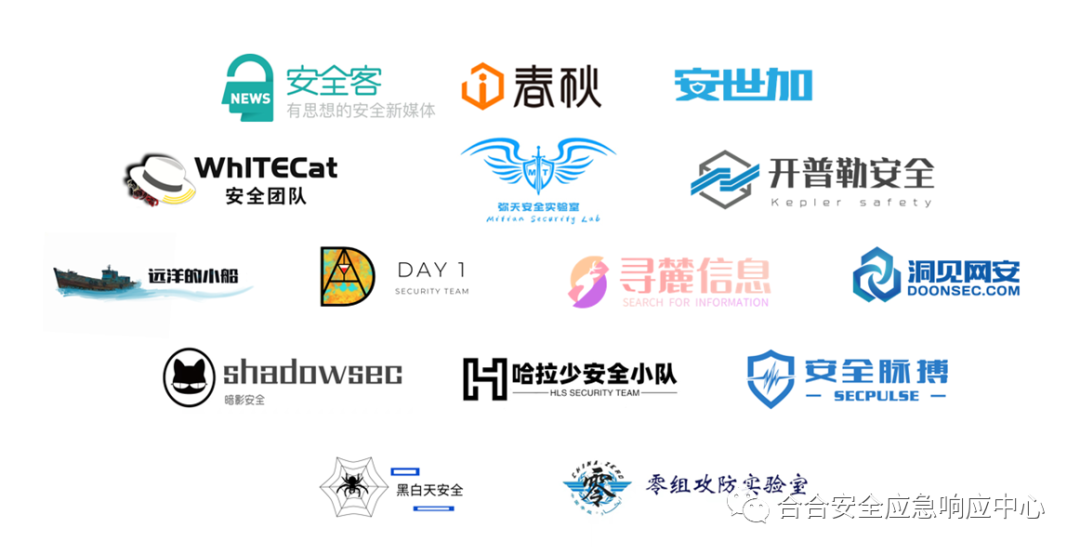 NEWS
安全客
有思想的安全新媒体
春秋
安世加
WhITECat
安全团队
MT
弥天安全实验室
Mitian Security Lab
开普勒安全
Kepler safety
远洋的小船
DAY 1
SECURITY TEAM
寻麓信息
SEARCH FOR INFORMATION
洞见网安
DOONSEC.COM
shadowsec
暗影安全
哈拉少安全小队
HLS SECURITY TEAM
安全脉搏
SECPULSE
黑白天安全
CHINA ZERO
零
零组攻防实验室
合合安全应急响应中心